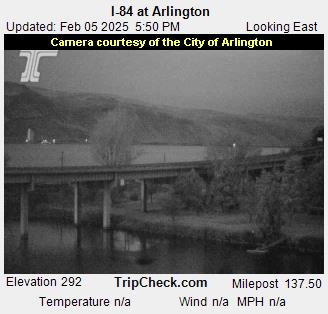 I-84 at Arlington
Updated: Feb 05 2025 5:50 PM Looking East
Camera courtesy of the City of Arlington
Elevation 292 TripCheck.com Milepost 137.50
Temperature n/a Wind n/a MPH n/a